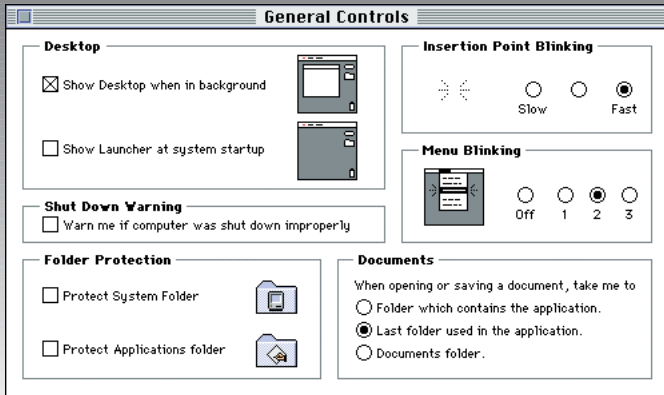 General Controls
Desktop
Show Desktop when in background
Show Launcher at system startup
Shut Down Warning
Warn me if computer was shut down improperly
Folder Protection
Protect System Folder
Protect Applications folder
Insertion Point Blinking
Slow Fast
Menu Blinking
Off 1 2 3
Documents
When opening or saving a document, take me to
Folder which contains the application.
Last folder used in the application.
Documents folder.